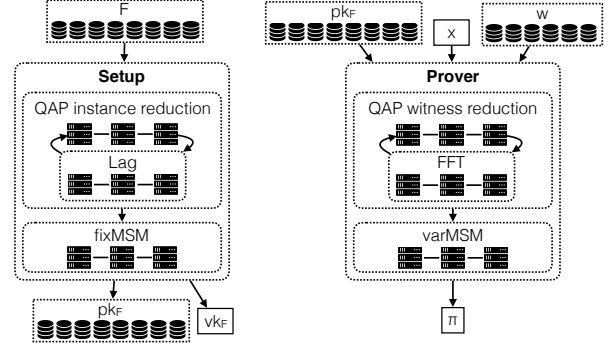 F
Setup
QAP instance reduction
Lag
fixMSM
pkF
vkF
pkF
x
w
Prover
QAP witness reduction
FFT
varMSM
π